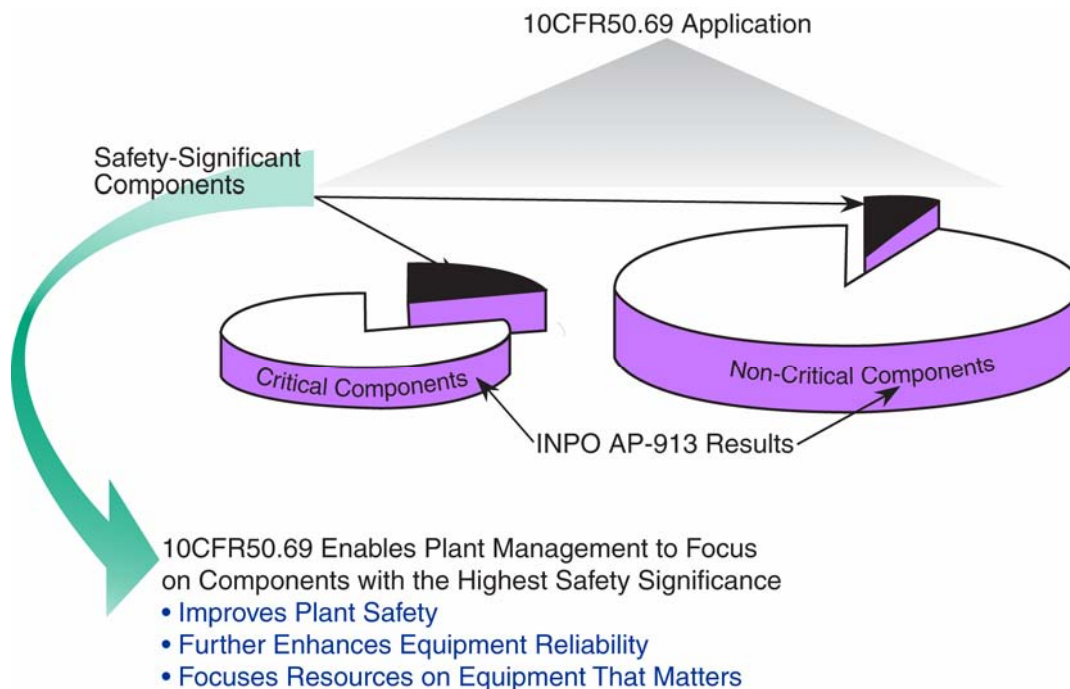 10CFR50.69 Application
Safety-Significant
Components
Critical Components
Non-Critical Components
INPO AP-913 Results
10CFR50.69 Enables Plant Management to Focus
on Components with the Highest Safety Significance
• Improves Plant Safety
• Further Enhances Equipment Reliability
• Focuses Resources on Equipment That Matters